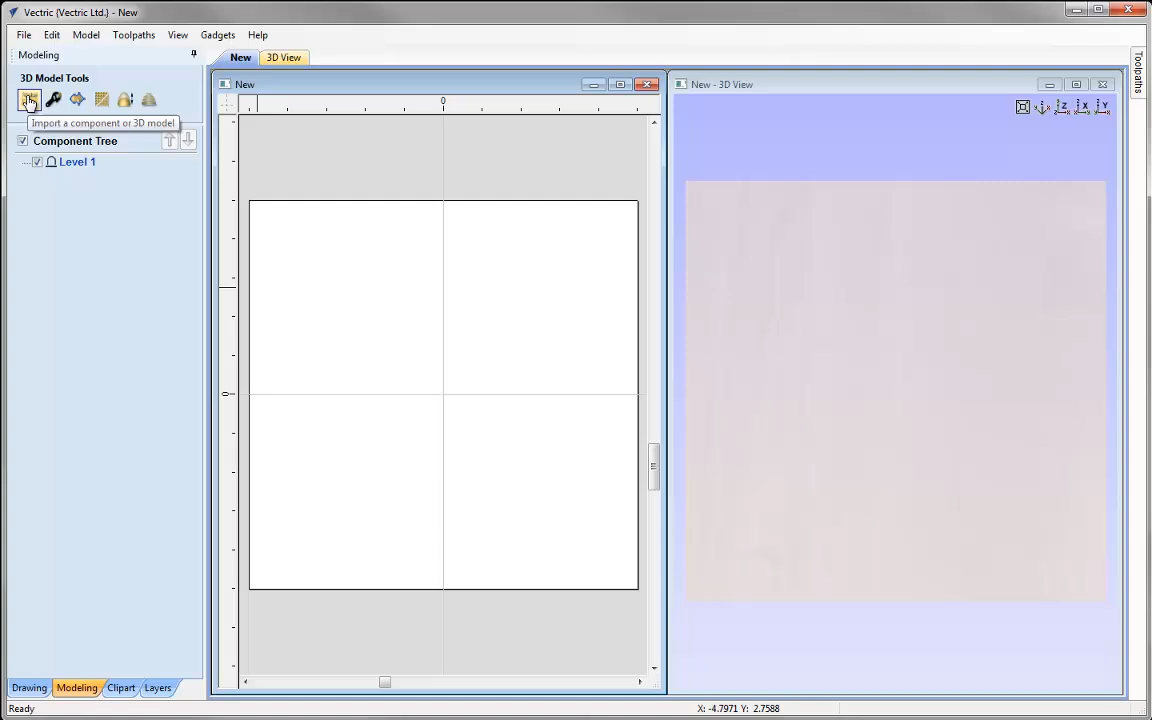 Vectric {Vectric Ltd.} - New
File Edit Model Toolpaths View Gadgets Help
Modeling
New
3D View
3D Model Tools
Import a component or 3D model
Component Tree
Level 1
New
0
0
New - 3D View
Z
X
Y
Toolpaths
Drawing
Modeling
Clipart
Layers
Ready
X: -4.7971 Y: 2.7588